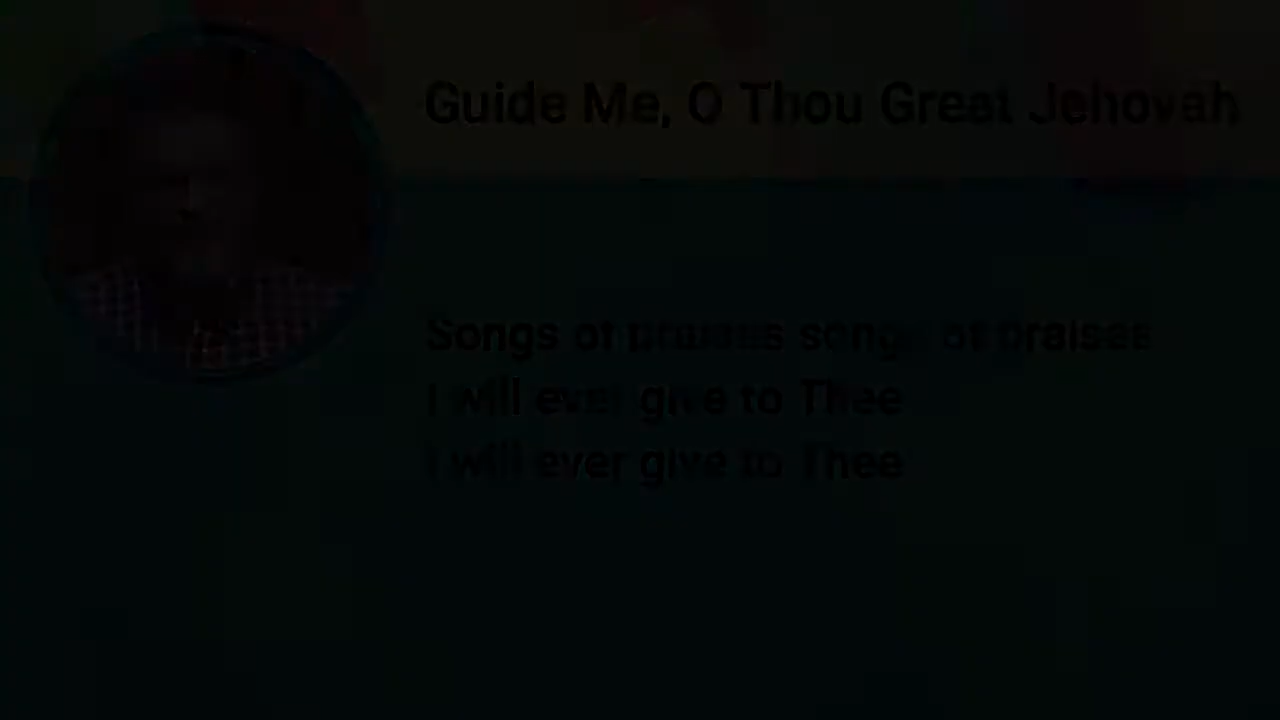 Guide Me, O Thou Great Jehovah
Songs of praises songs of praises
I will ever give to Thee
I will ever give to Thee